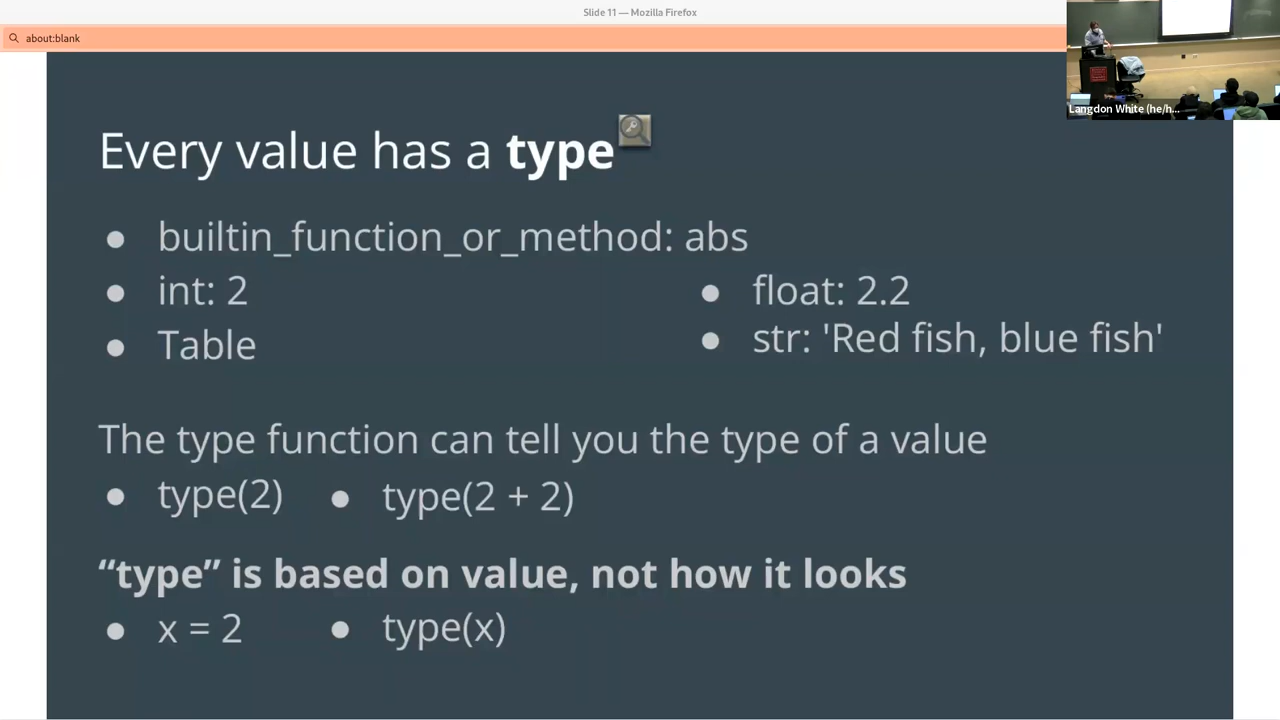 Slide 11 — Mozilla Firefox
about:blank
Langdon White (he/h...
Every value has a type
● builtin_function_or_method: abs
● int: 2
● float: 2.2
● Table
● str: 'Red fish, blue fish'
The type function can tell you the type of a value
● type(2) ● type(2 + 2)
“type” is based on value, not how it looks
● x = 2 ● type(x)